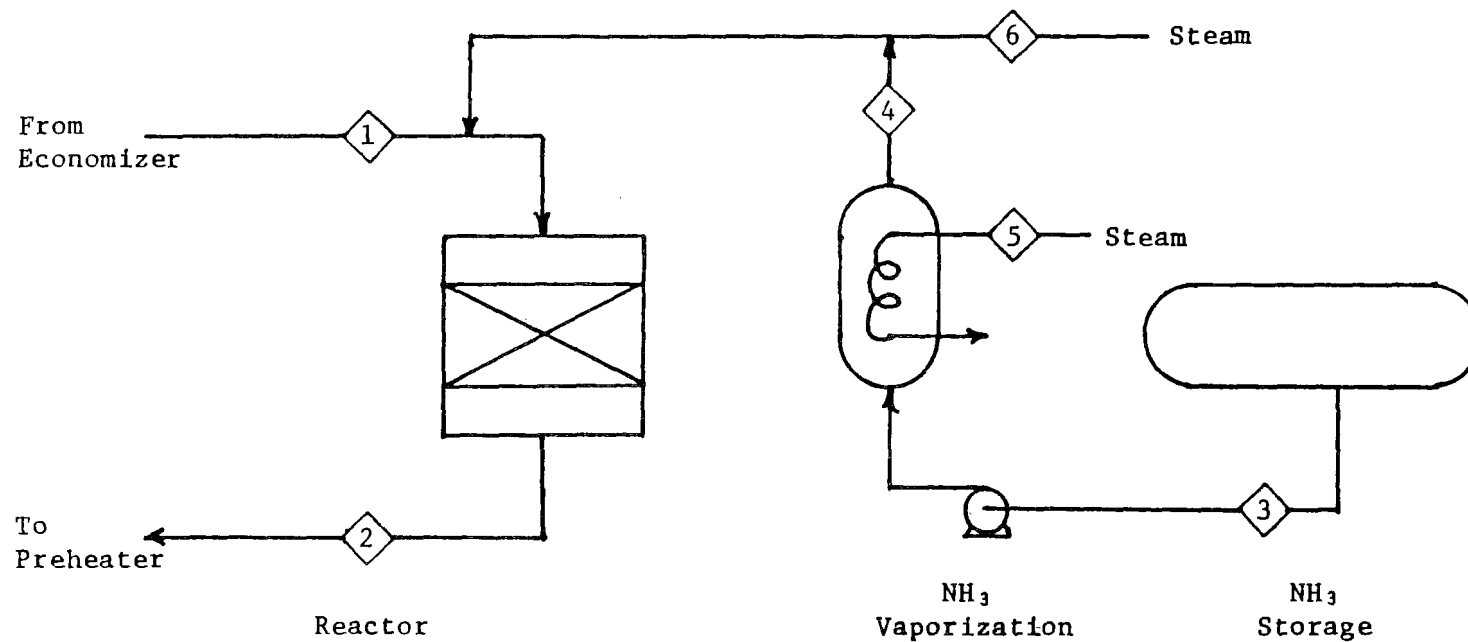 6
Steam
4
From
Economizer
1
5
Steam
3
To
Preheater
2
NH₃
Vaporization
NH₃
Storage
Reactor